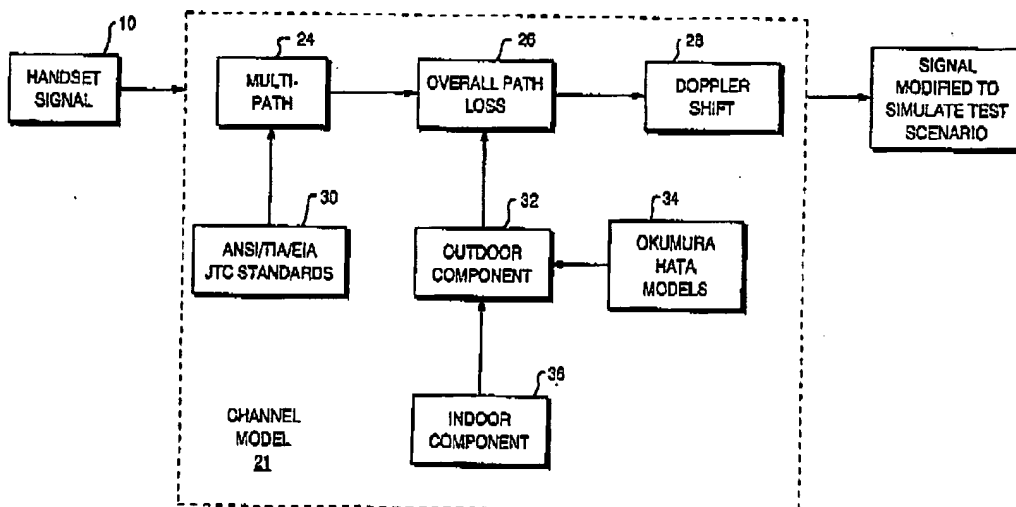 10
24
26
28
HANDSET
SIGNAL
MULTI-
PATH
OVERALL PATH
LOSS
DOPPLER
SHIFT
SIGNAL
MODIFIED TO
SIMULATE TEST
SCENARIO
30
32
34
ANSI/TIA/EIA
JTC STANDARDS
OUTDOOR
COMPONENT
OKUMURA
HATA
MODELS
36
CHANNEL
MODEL
21
INDOOR
COMPONENT